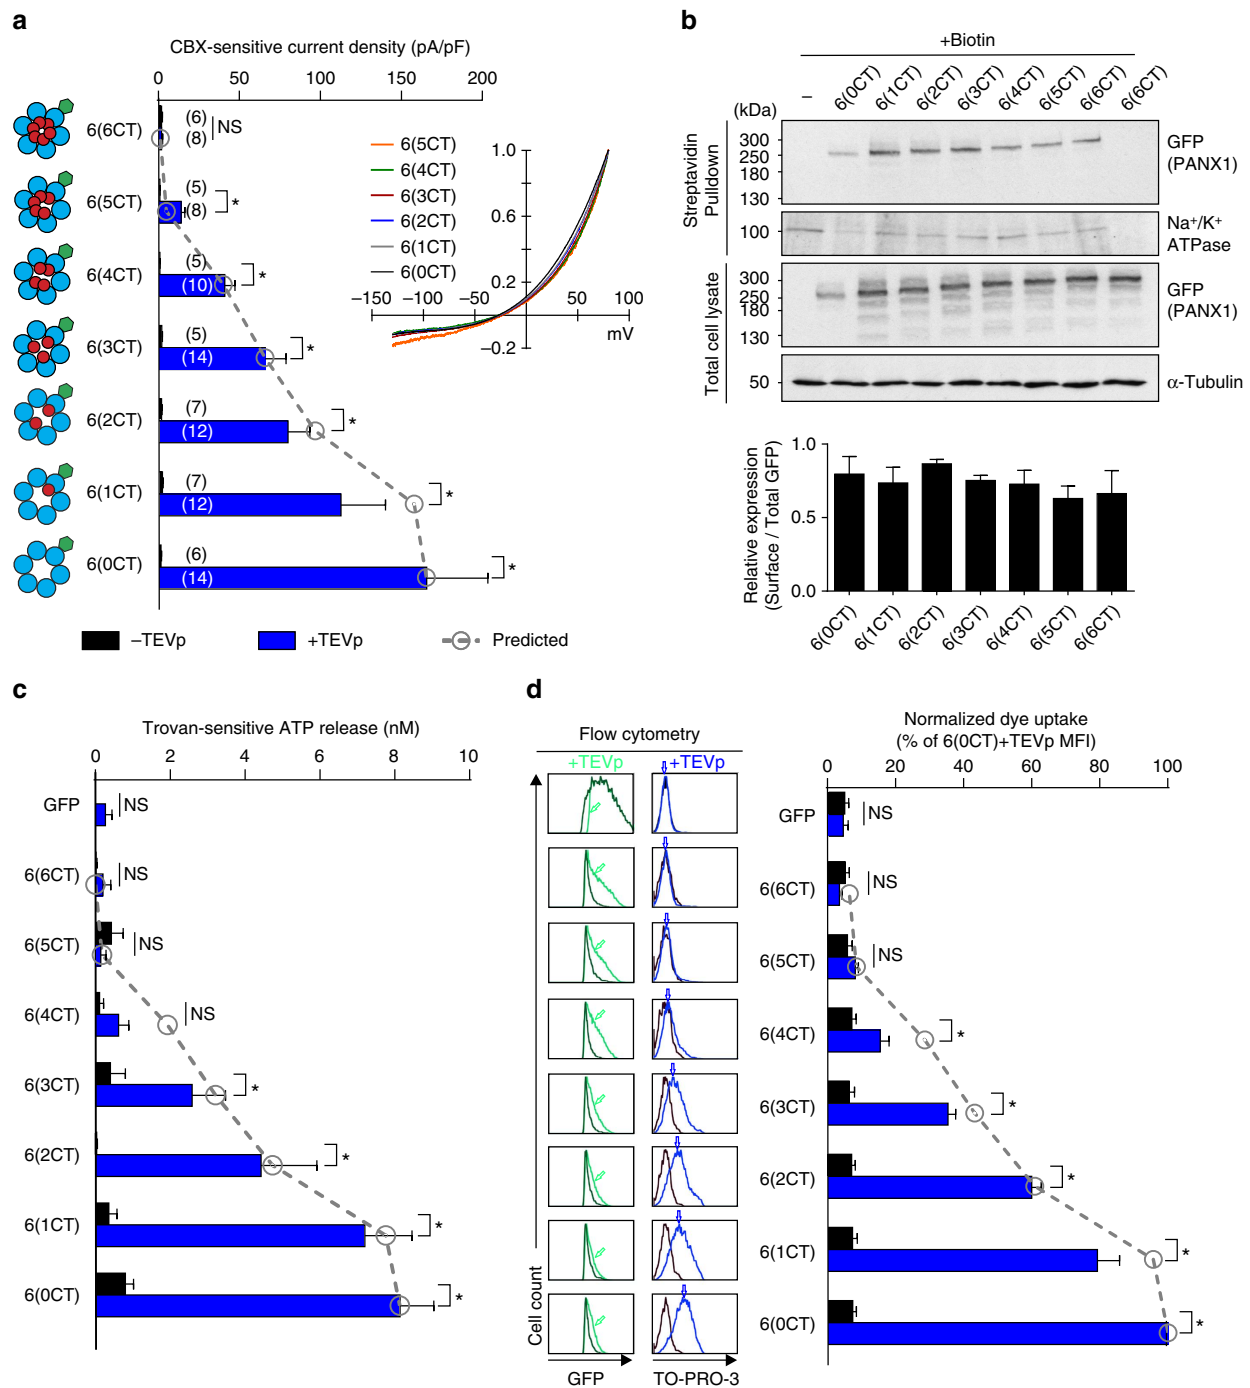 a
CBX-sensitive current density (pA/pF)
0 50 100 150 200
6(6CT) (6) (8) NS
6(5CT) (5) (8) *
6(4CT) (5) (10) *
6(3CT) (5) (14) *
6(2CT) (7) (12) *
6(1CT) (7) (12) *
6(0CT) (6) (14) *
6(5CT)
6(4CT)
6(3CT)
6(2CT)
6(1CT)
6(0CT)
1.0
0.6
0.2
−0.2
−150 −100 −50 50 100
mV
−TEVp +TEVp Predicted
b
+Biotin
– 6(0CT) 6(1CT) 6(2CT) 6(3CT) 6(4CT) 6(5CT) 6(6CT) 6(6CT)
(kDa)
Streptavidin
Pulldown
300
250
180
130
GFP
(PANX1)
100
Na⁺/K⁺
ATPase
Total cell lysate
300
250
180
130
GFP
(PANX1)
50
α-Tubulin
Relative expression
(Surface / Total GFP)
1.0
0.5
0.0
6(0CT) 6(1CT) 6(2CT) 6(3CT) 6(4CT) 6(5CT) 6(6CT)
c
Trovan-sensitive ATP release (nM)
0 2 4 6 8 10
GFP NS
6(6CT) NS
6(5CT) NS
6(4CT) NS
6(3CT) *
6(2CT) *
6(1CT) *
6(0CT) *
d
Flow cytometry
+TEVp +TEVp
Cell count
GFP TO-PRO-3
Normalized dye uptake
(% of 6(0CT)+TEVp MFI)
0 20 40 60 80 100
GFP NS
6(6CT) NS
6(5CT) NS
6(4CT) *
6(3CT) *
6(2CT) *
6(1CT) *
6(0CT) *